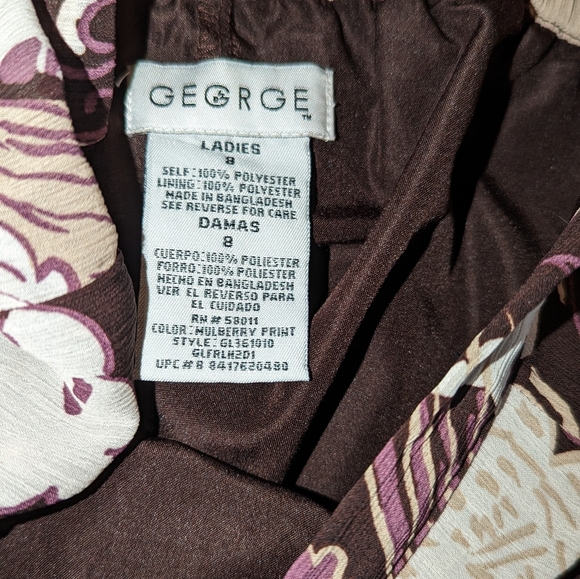 GEORGE ™
LADIES
8
SELF:100% POLYESTER
LINING:100% POLYESTER
MADE IN BANGLADESH
SEE REVERSE FOR CARE
DAMAS
8
CUERPO:100% POLIESTER
FORRO:100% POLIESTER
HECHO EN BANGLADESH
VER EL REVERSO PARA
EL CUIDADO
RN# 58011
COLOR:MULBERRY PRINT
STYLE: GL361010
GLFRLH2D1
UPC#8 8417620490